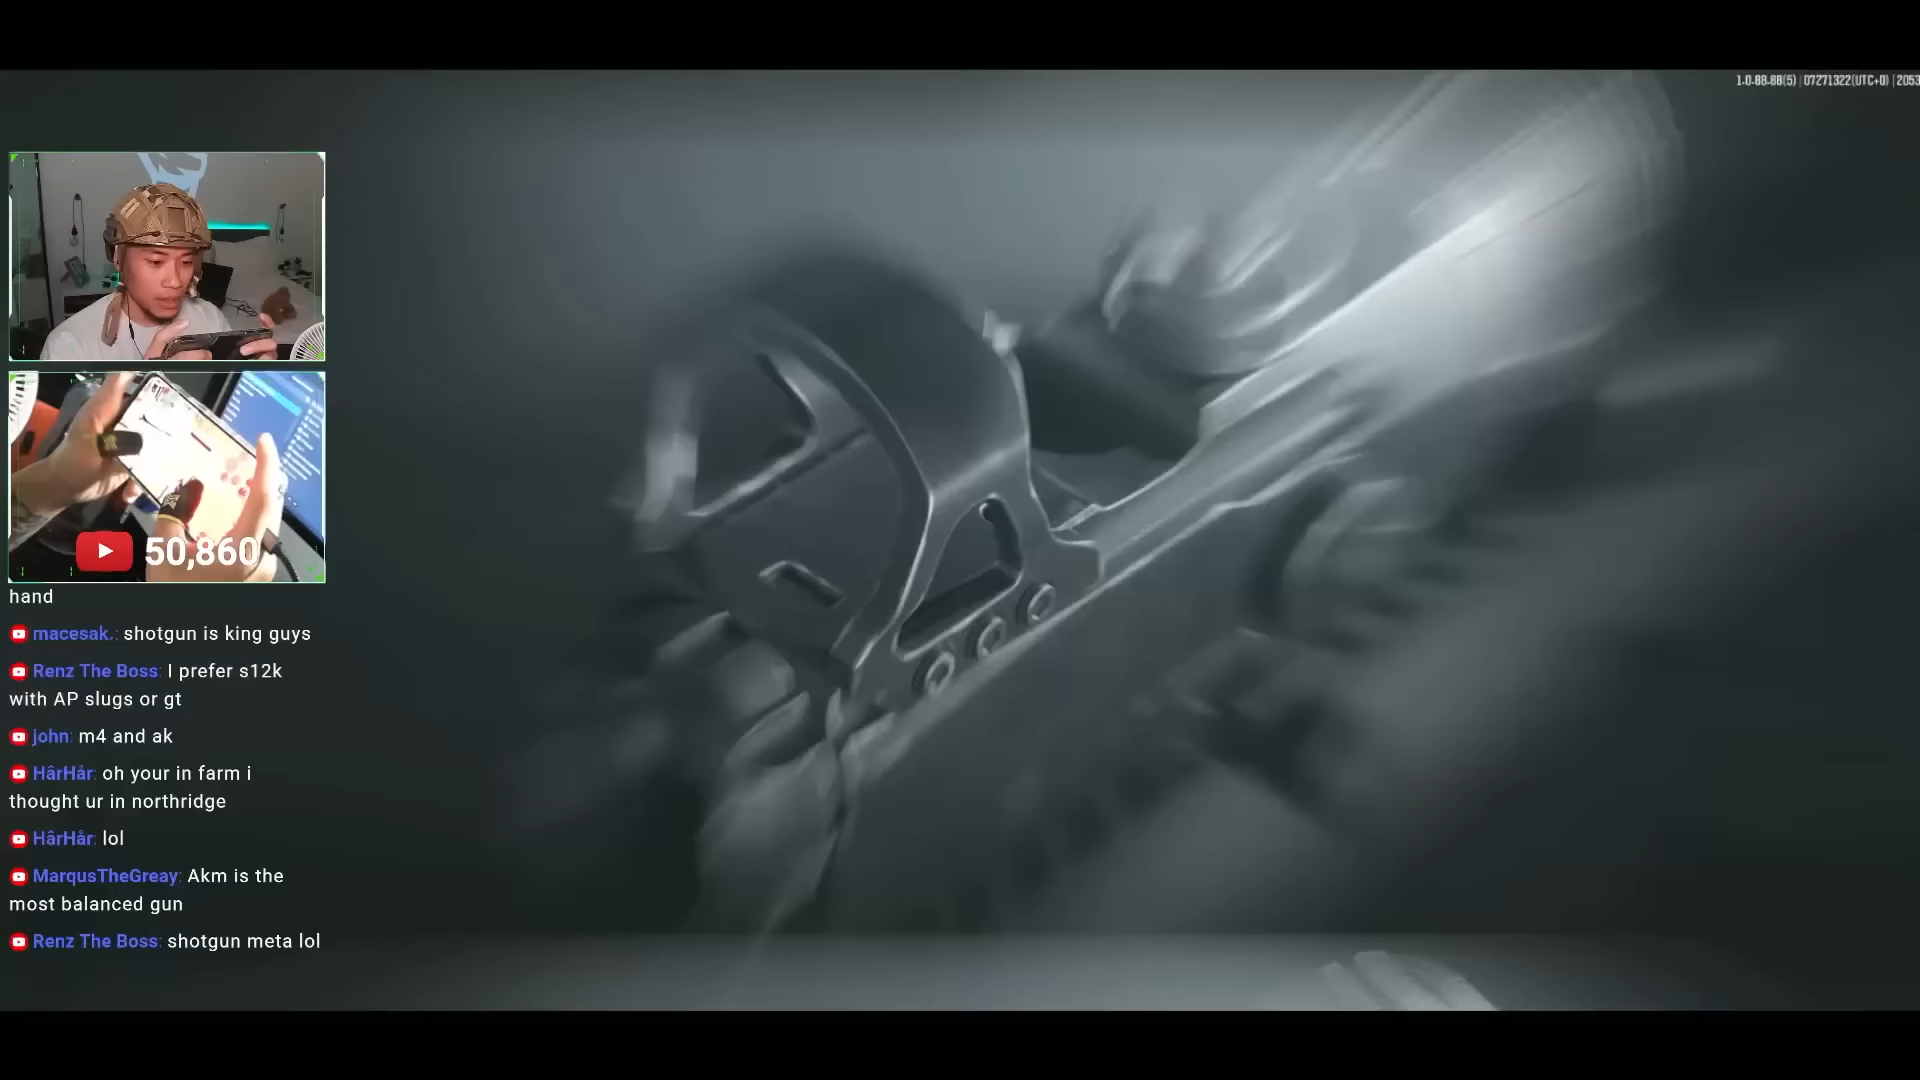 1.0.88.88(5) | 07271322(UTC+0) | 2053
50,860
hand
macesak.: shotgun is king guys
Renz The Boss: I prefer s12k
with AP slugs or gt
john: m4 and ak
HârHår: oh your in farm i
thought ur in northridge
HârHår: lol
MarqusTheGreay: Akm is the
most balanced gun
Renz The Boss: shotgun meta lol